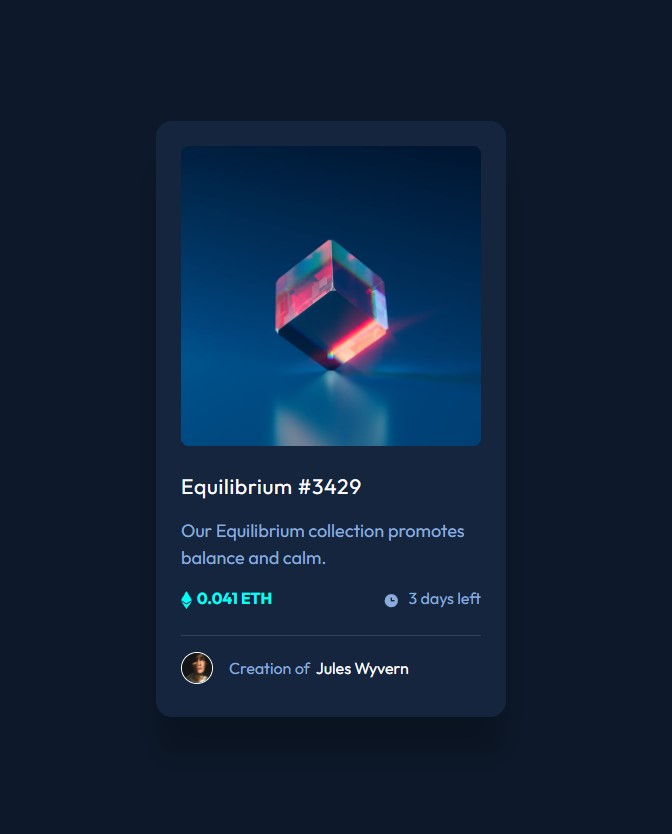 Equilibrium #3429
Our Equilibrium collection promotes
balance and calm.
0.041 ETH 3 days left
Creation of Jules Wyvern